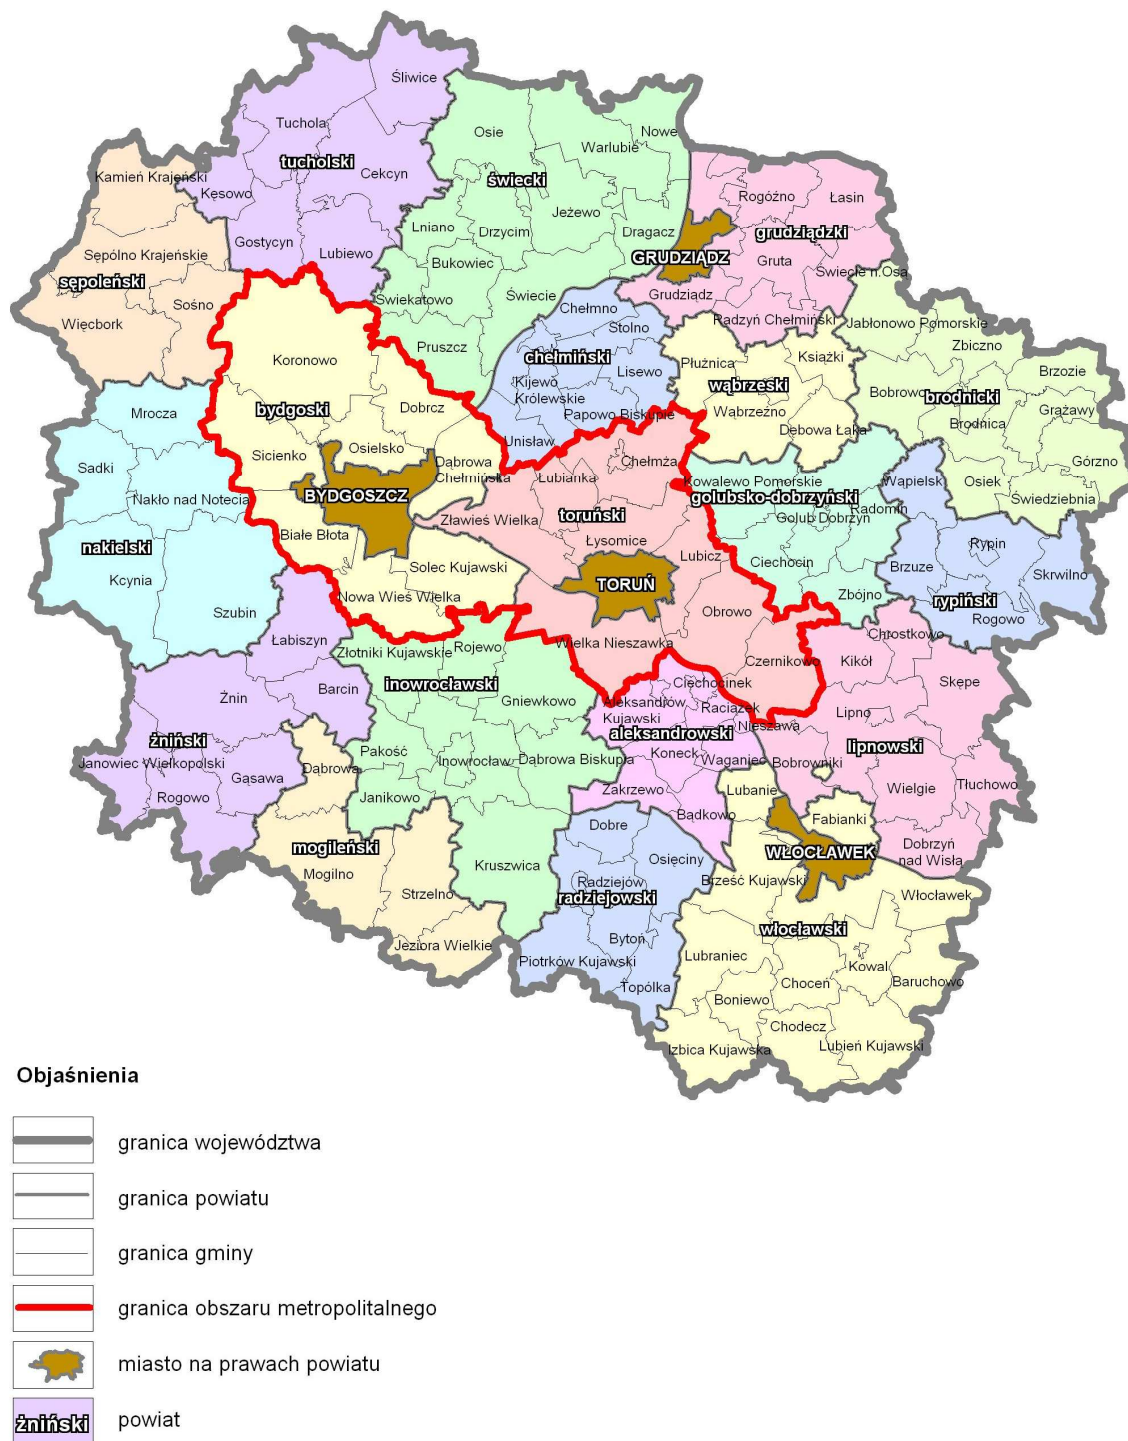 Śliwice
Tuchola
tucholski
Cekcyn
Kęsowo
Gostycyn
Lubiewo
Kamień Krajeński
Sępólno Krajeńskie
sępoleński
Sośno
Więcbork
Osie
Nowe
Warlubie
świecki
Jeżewo
Lniano
Drzycim
Dragacz
Bukowiec
Świekatowo
Świecie
Pruszcz
Rogóźno
Łasin
grudziądzki
GRUDZIĄDZ
Gruta
Świecie n.Osą
Grudziądz
Radzyń Chełmiński
Chełmno
Stolno
chełmiński
Lisewo
Kijewo
Królewskie
Papowo Biskupie
Unisław
Płużnica
Książki
wąbrzeski
Wąbrzeźno
Dębowa Łąka
Jabłonowo Pomorskie
Zbiczno
Brzozie
Bobrowo
brodnicki
Grążawy
Brodnica
Górzno
Osiek
Świedziebnia
Koronowo
bydgoski
Dobrcz
Osielsko
Sicienko
Dąbrowa
Chełmińska
BYDGOSZCZ
Białe Błota
Solec Kujawski
Nowa Wieś Wielka
Mrocza
Sadki
Nakło nad Notecią
nakielski
Kcynia
Szubin
Chełmża
Łubianka
Zławieś Wielka
toruński
Łysomice
Lubicz
TORUŃ
Obrowo
Wielka Nieszawka
Czernikowo
Kowalewo Pomorskie
golubsko-dobrzyński
Golub Dobrzyń
Radomin
Ciechocin
Zbójno
Wąpielsk
Rypin
Brzuze
Skrwilno
rypiński
Rogowo
Łabiszyn
Barcin
Żnin
żniński
Janowiec Wielkopolski
Gąsawa
Rogowo
Złotniki Kujawskie
Rojewo
inowrocławski
Gniewkowo
Pakość
Inowrocław
Dąbrowa Biskupia
Janikowo
Kruszwica
Dąbrowa
mogileński
Mogilno
Strzelno
Jeziora Wielkie
Ciechocinek
Aleksandrów
Kujawski
Raciążek
Nieszawa
aleksandrowski
Koneck
Waganiec
Zakrzewo
Bądkowo
Chrostkowo
Kikół
Skępe
Lipno
lipnowski
Bobrowniki
Wielgie
Tłuchowo
Dobrzyń
nad Wisłą
Dobre
Osięciny
Radziejów
radziejowski
Bytoń
Piotrków Kujawski
Topólka
Lubanie
Fabianki
WŁOCŁAWEK
Brześć Kujawski
Włocławek
włocławski
Lubraniec
Kowal
Choceń
Baruchowo
Boniewo
Chodecz
Izbica Kujawska
Lubień Kujawski
Objaśnienia
granica województwa
granica powiatu
granica gminy
granica obszaru metropolitalnego
miasto na prawach powiatu
żniński
powiat